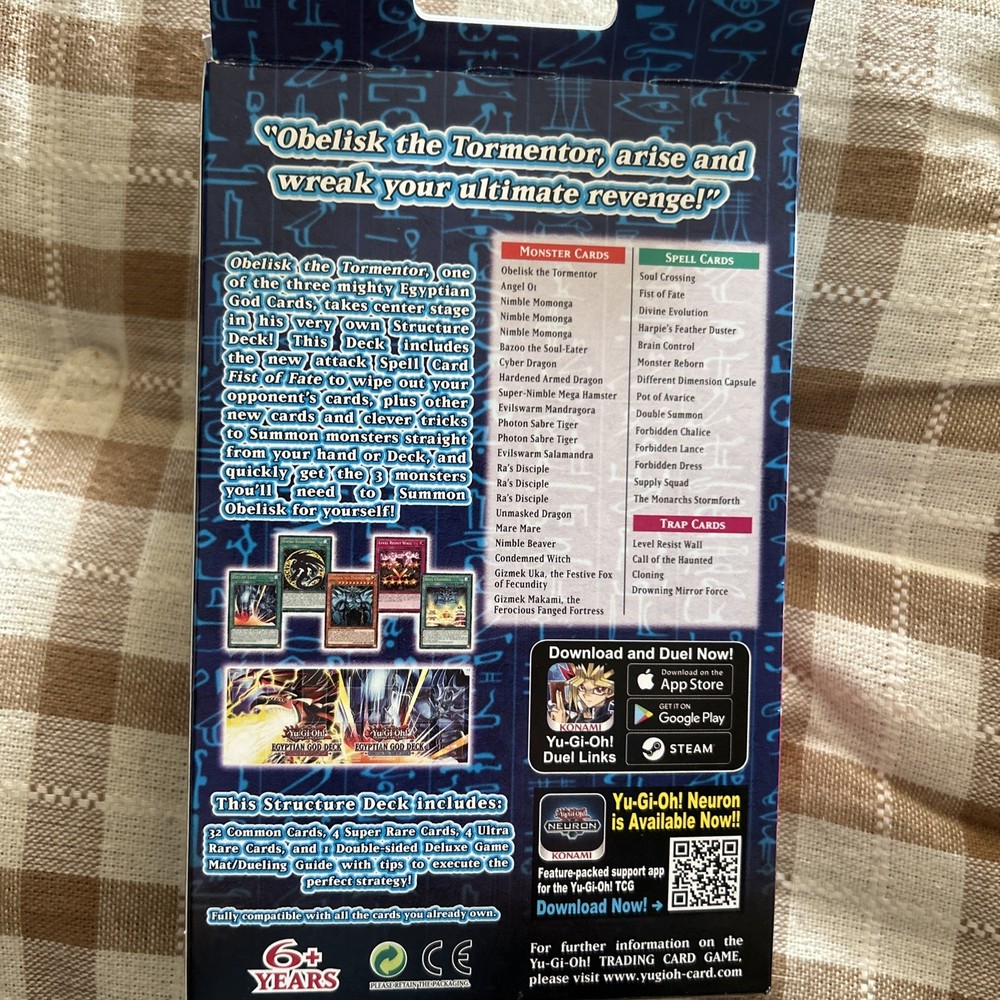 "Obelisk the Tormentor, arise and
wreak your ultimate revenge!"
Obelisk the Tormentor, one
of the three mighty Egyptian
God Cards, takes center stage
in his very own Structure
Deck! This Deck includes
the new attack Spell Card
Fist of Fate to wipe out your
opponent's cards, plus other
new cards and clever tricks
to Summon monsters straight
from your hand or Deck, and
quickly get the 3 monsters
you'll need to Summon
Obelisk for yourself!
MONSTER CARDS
Obelisk the Tormentor
Angel O1
Nimble Momonga
Nimble Momonga
Nimble Momonga
Bazoo the Soul-Eater
Cyber Dragon
Hardened Armed Dragon
Super-Nimble Mega Hamster
Evilswarm Mandragora
Photon Sabre Tiger
Photon Sabre Tiger
Evilswarm Salamandra
Ra's Disciple
Ra's Disciple
Ra's Disciple
Unmasked Dragon
Mare Mare
Nimble Beaver
Condemned Witch
Gizmek Uka, the Festive Fox
of Fecundity
Gizmek Makami, the
Ferocious Fanged Fortress
SPELL CARDS
Soul Crossing
Fist of Fate
Divine Evolution
Harpie's Feather Duster
Brain Control
Monster Reborn
Different Dimension Capsule
Pot of Avarice
Double Summon
Forbidden Chalice
Forbidden Lance
Forbidden Dress
Supply Squad
The Monarchs Stormforth
TRAP CARDS
Level Resist Wall
Call of the Haunted
Cloning
Drowning Mirror Force
Yu-Gi-Oh!
EGYPTIAN GOD DECK
Yu-Gi-Oh!
EGYPTIAN GOD DECK
This Structure Deck includes:
32 Common Cards, 4 Super Rare Cards, 4 Ultra
Rare Cards, and 1 Double-sided Deluxe Game
Mat/Dueling Guide with tips to execute the
perfect strategy!
Fully compatible with all the cards you already own.
6+
YEARS
PLEASE RETAIN THE PACKAGING.
CE
Download and Duel Now!
KONAMI
Yu-Gi-Oh!
Duel Links
Download on the
App Store
GET IT ON
Google Play
STEAM
Yu-Gi-Oh!
NEURON
KONAMI
Yu-Gi-Oh! Neuron
is Available Now!!
Feature-packed support app
for the Yu-Gi-Oh! TCG
Download Now! →
For further information on the
Yu-Gi-Oh! TRADING CARD GAME,
please visit www.yugioh-card.com